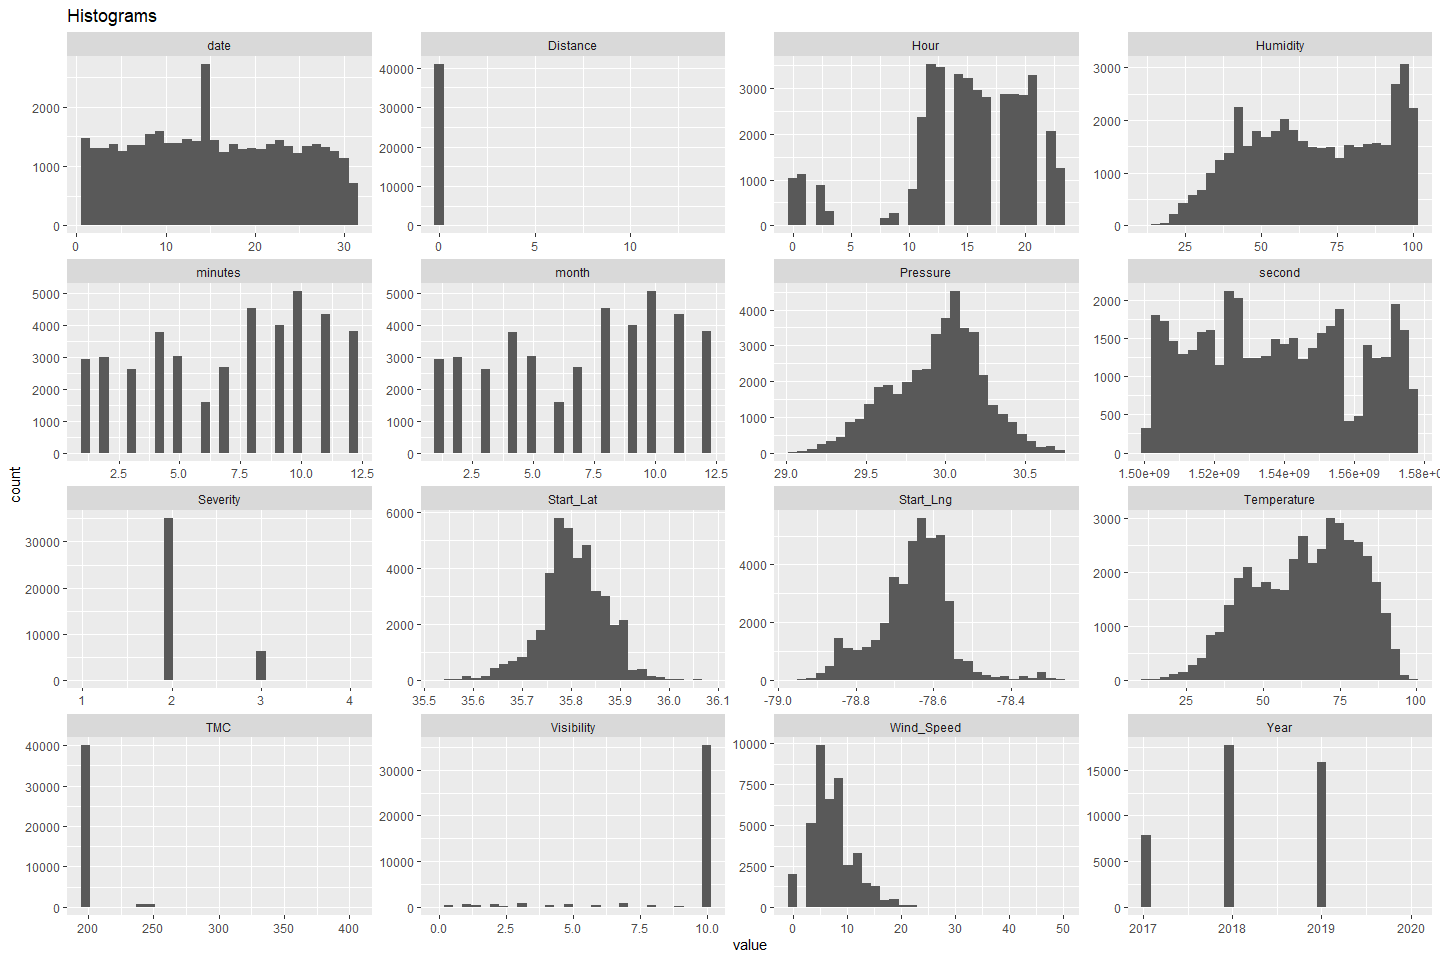 Histograms
date Distance Hour Humidity
2000 1000 0
40000 30000 20000 10000 0
3000 2000 1000 0
3000 2000 1000 0
0 10 20 30
0 5 10
0 5 10 15 20
25 50 75 100
minutes month Pressure second
5000 4000 3000 2000 1000 0
5000 4000 3000 2000 1000 0
4000 3000 2000 1000 0
2000 1500 1000 500 0
2.5 5.0 7.5 10.0 12.5
2.5 5.0 7.5 10.0 12.5
29.0 29.5 30.0 30.5
1.50e+09 1.52e+09 1.54e+09 1.56e+09 1.58e+0
count
Severity Start_Lat Start_Lng Temperature
30000 20000 10000 0
6000 4000 2000 0
4000 2000 0
3000 2000 1000 0
1 2 3 4
35.5 35.6 35.7 35.8 35.9 36.0 36.1
-79.0 -78.8 -78.6 -78.4
25 50 75 100
TMC Visibility Wind_Speed Year
40000 30000 20000 10000 0
30000 20000 10000 0
10000 7500 5000 2500 0
15000 10000 5000 0
200 250 300 350 400
0.0 2.5 5.0 7.5 10.0
0 10 20 30 40 50
2017 2018 2019 2020
value